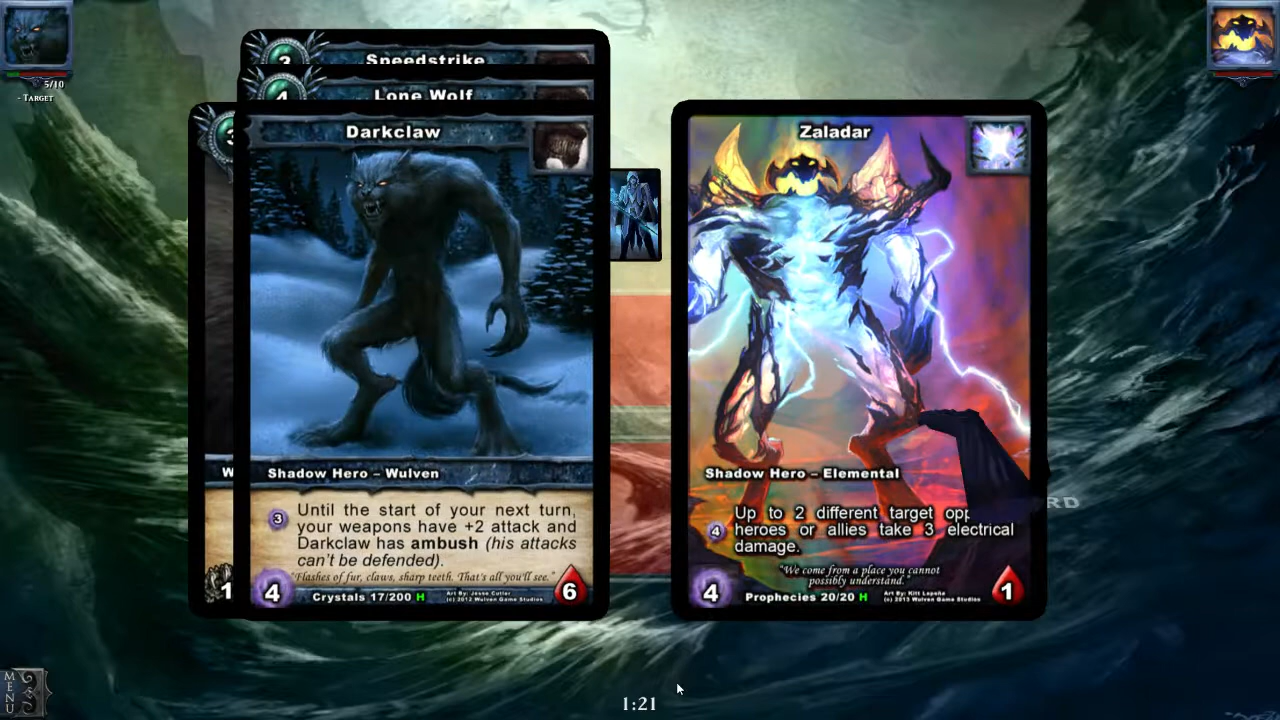 5/10
- Target
3
Speedstrike
4
Lone Wolf
3
Darkclaw
W
1
Shadow Hero – Wulven
3
Until the start of your next turn,
your weapons have +2 attack and
Darkclaw has ambush (his attacks
can't be defended).
"Flashes of fur, claws, sharp teeth. That's all you'll see."
4
Crystals 17/200 H
Art By: Jesse Cutler
(c) 2013 Wulven Game Studios
6
Zaladar
Shadow Hero – Elemental
4
Up to 2 different target opp
heroes or allies take 3 electrical
damage.
"We come from a place you cannot
possibly understand."
4
Prophecies 20/20 H
Art By: Kitt Lapeña
(c) 2013 Wulven Game Studios
1
RD
MENU
1:21